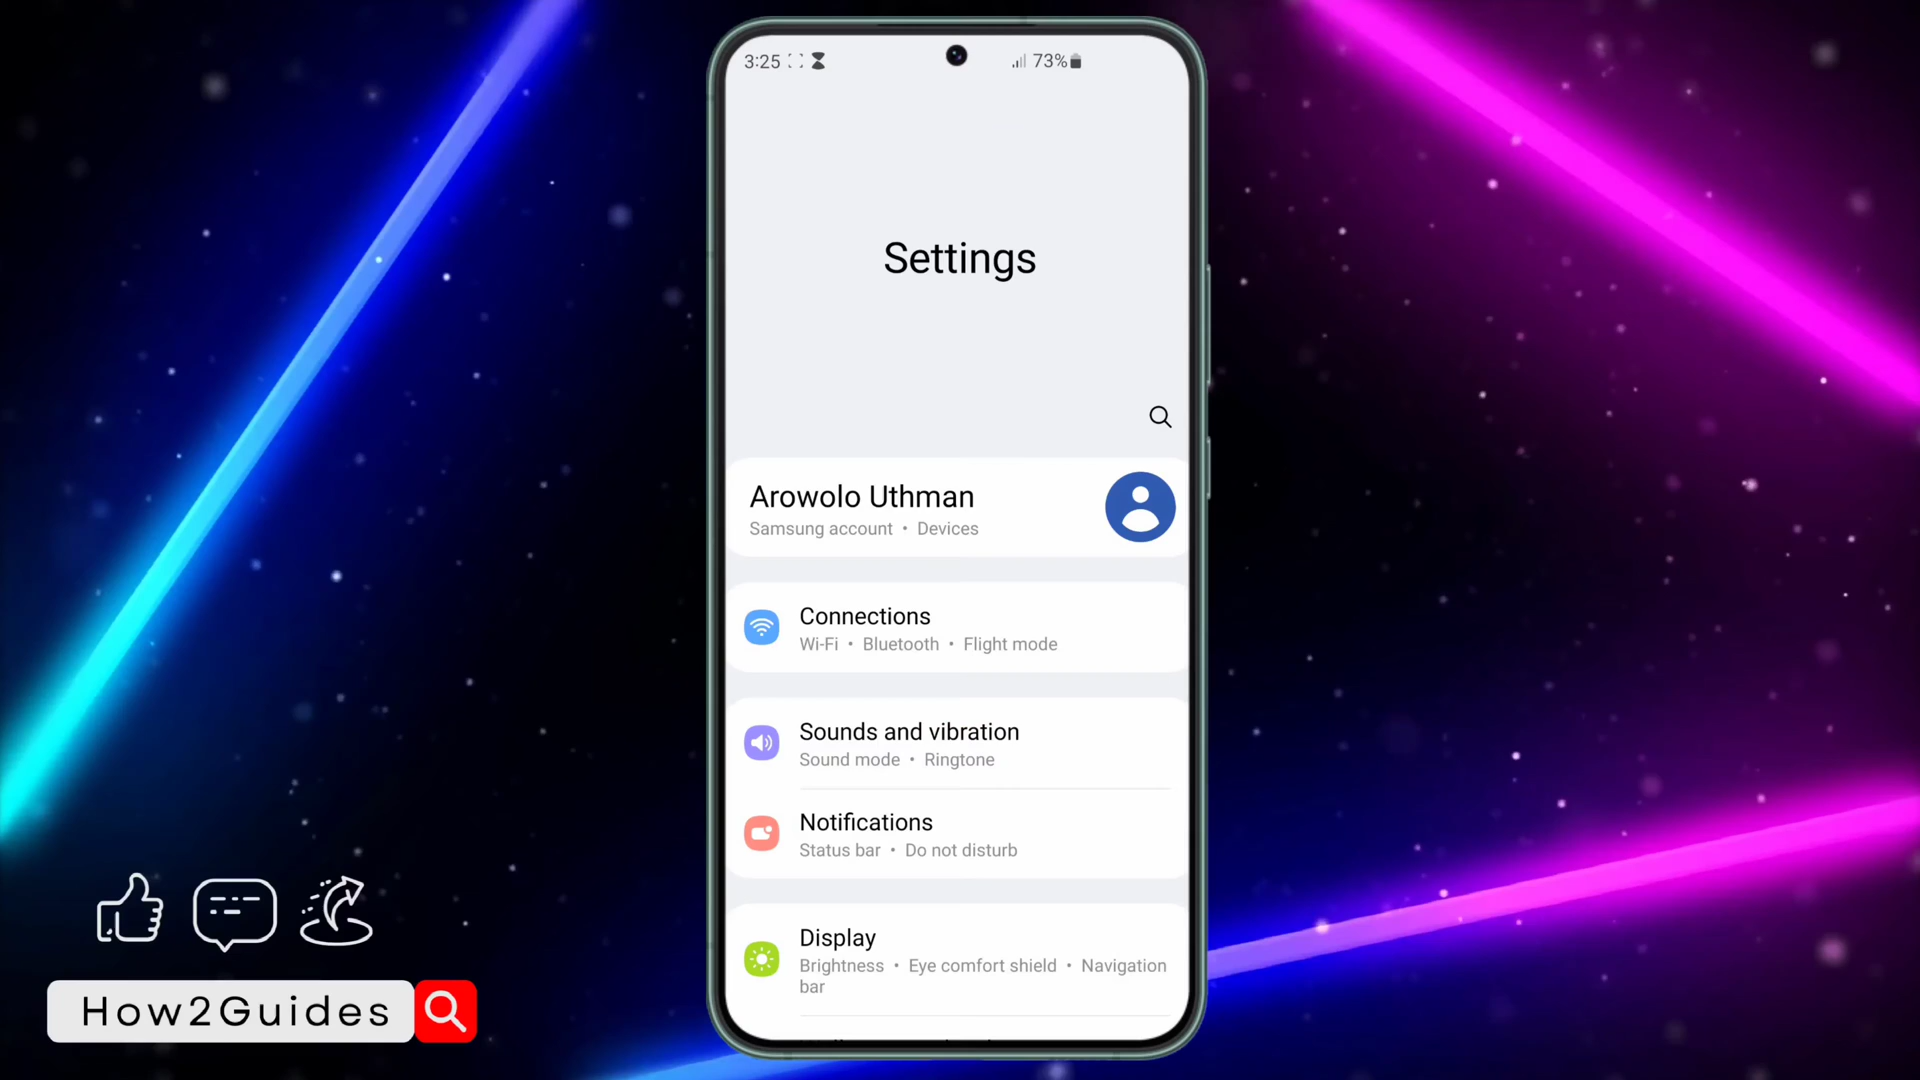 3:25
73%
Settings
Arowolo Uthman
Samsung account • Devices
Connections
Wi-Fi • Bluetooth • Flight mode
Sounds and vibration
Sound mode • Ringtone
Notifications
Status bar • Do not disturb
Display
Brightness • Eye comfort shield • Navigation
bar
How2Guides